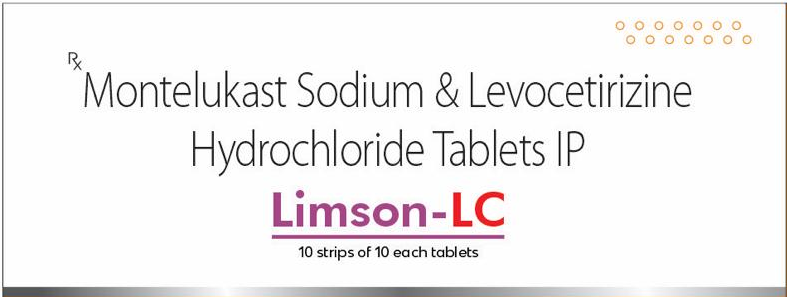 Rx
Montelukast Sodium & Levocetirizine
Hydrochloride Tablets IP
Limson-LC
10 strips of 10 each tablets